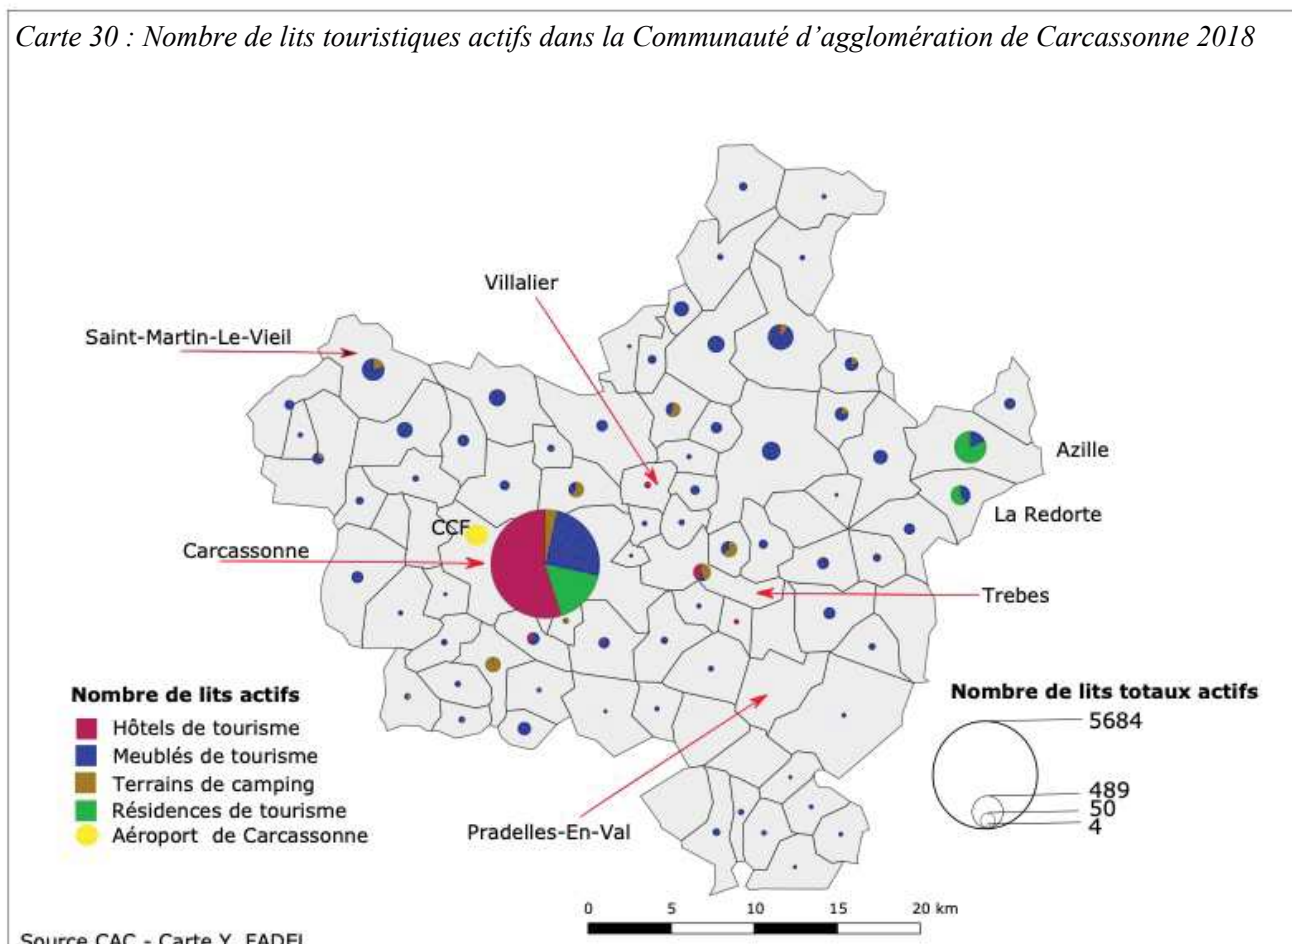 Carte 30 : Nombre de lits touristiques actifs dans la Communauté d'agglomération de Carcassonne 2018
Villalier
Saint-Martin-Le-Vieil
Azille
La Redorte
CCF
Carcassonne
Trebes
Nombre de lits actifs
Hôtels de tourisme
Meublés de tourisme
Terrains de camping
Résidences de tourisme
Aéroport de Carcassonne
Nombre de lits totaux actifs
5684
489
50
4
Pradelles-En-Val
0 5 10 15 20 km
Source CAC - Carte Y. FADEL